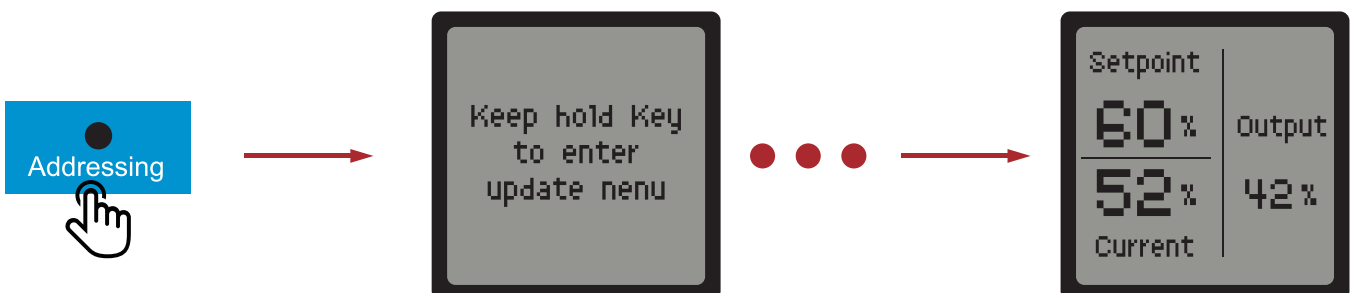 Addressing
Keep hold Key
to enter
update nenu
Setpoint
60%
52%
Current
Output
42%